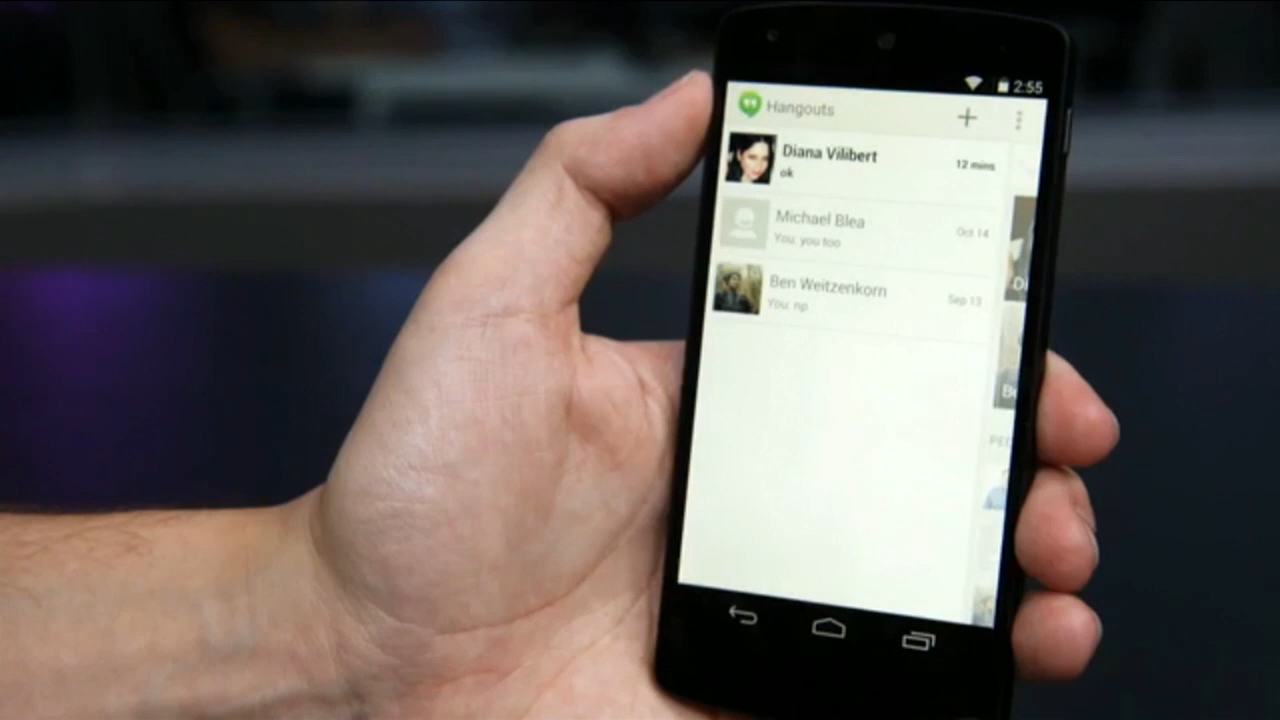 2:55
Hangouts
Diana Vilibert
12 mins
ok
Michael Blea
Oct 14
You: you too
Ben Weitzenkorn
Sep 13
You: np